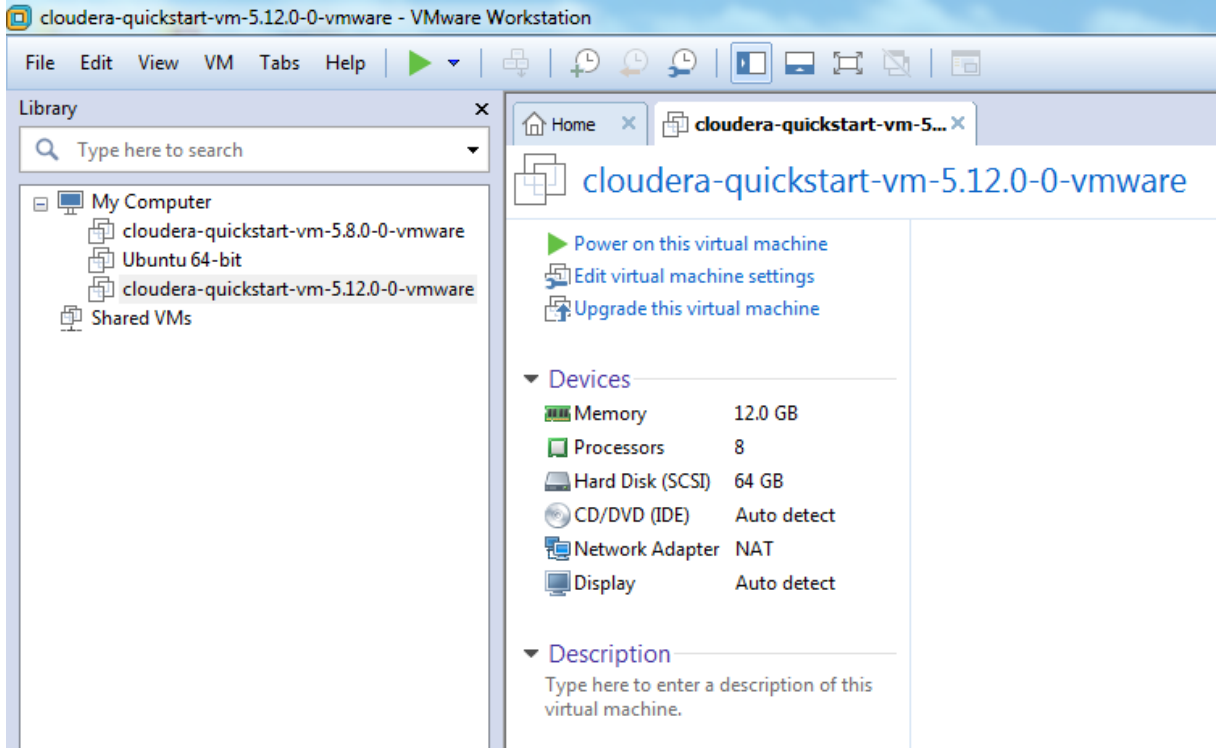 cloudera-quickstart-vm-5.12.0-0-vmware - VMware Workstation
File Edit View VM Tabs Help
Library
Type here to search
My Computer
cloudera-quickstart-vm-5.8.0-0-vmware
Ubuntu 64-bit
cloudera-quickstart-vm-5.12.0-0-vmware
Shared VMs
Home cloudera-quickstart-vm-5...
cloudera-quickstart-vm-5.12.0-0-vmware
Power on this virtual machine
Edit virtual machine settings
Upgrade this virtual machine
Devices
Memory 12.0 GB
Processors 8
Hard Disk (SCSI) 64 GB
CD/DVD (IDE) Auto detect
Network Adapter NAT
Display Auto detect
Description
Type here to enter a description of this
virtual machine.